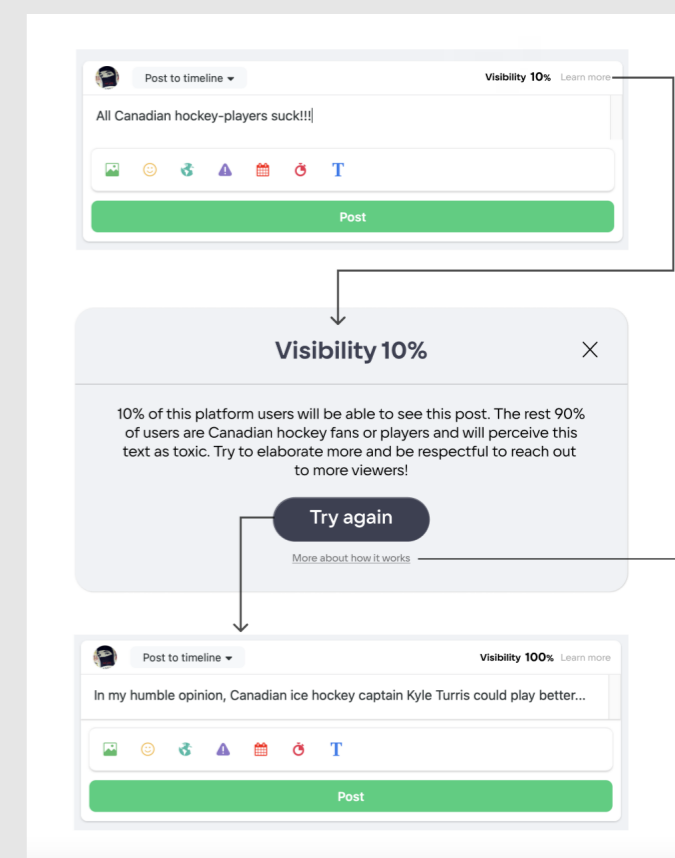 Post to timeline
Visibility 10% Learn more
All Canadian hockey-players suck!!!
T
Post
Visibility 10%
10% of this platform users will be able to see this post. The rest 90%
of users are Canadian hockey fans or players and will perceive this
text as toxic. Try to elaborate more and be respectful to reach out
to more viewers!
Try again
More about how it works
Post to timeline
Visibility 100% Learn more
In my humble opinion, Canadian ice hockey captain Kyle Turris could play better...
T
Post